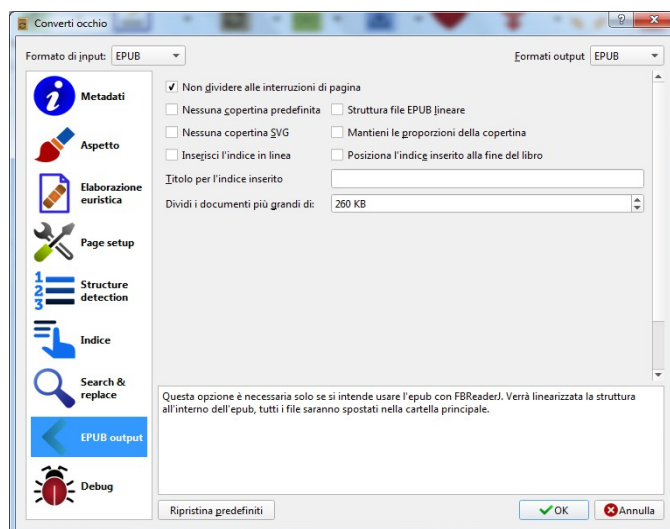 Converti occhio
Formato di input: EPUB
Formati output EPUB
Metadati
Aspetto
Elaborazione
euristica
Page setup
Structure
detection
Indice
Search &
replace
EPUB output
Debug
Non dividere alle interruzioni di pagina
Nessuna copertina predefinita
Struttura file EPUB lineare
Nessuna copertina SVG
Mantieni le proporzioni della copertina
Inserisci l'indice in linea
Posiziona l'indice inserito alla fine del libro
Titolo per l'indice inserito
Dividi i documenti più grandi di: 260 KB
Questa opzione è necessaria solo se si intende usare l'epub con FBReaderJ. Verrà linearizzata la struttura
all'interno dell'epub, tutti i file saranno spostati nella cartella principale.
Ripristina predefiniti
OK
Annulla